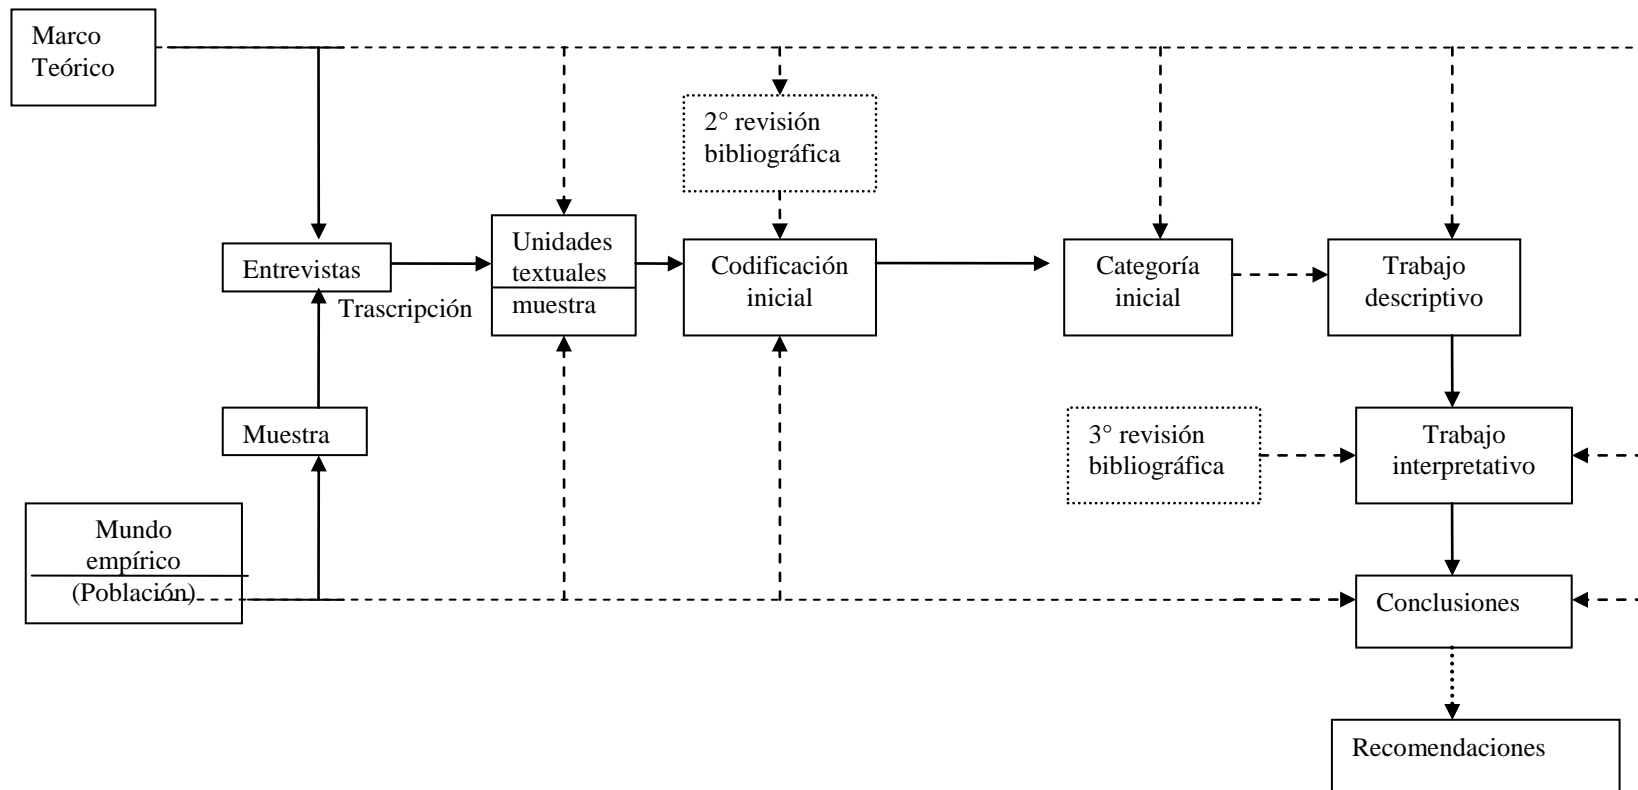 Marco
Teórico
2° revisión
bibliográfica
Entrevistas
Trascripción
Unidades
textuales
muestra
Codificación
inicial
Categoría
inicial
Trabajo
descriptivo
Muestra
3° revisión
bibliográfica
Trabajo
interpretativo
Mundo
empírico
(Población)
Conclusiones
Recomendaciones